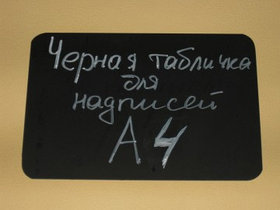 Черная табличка
для
надписей
А4